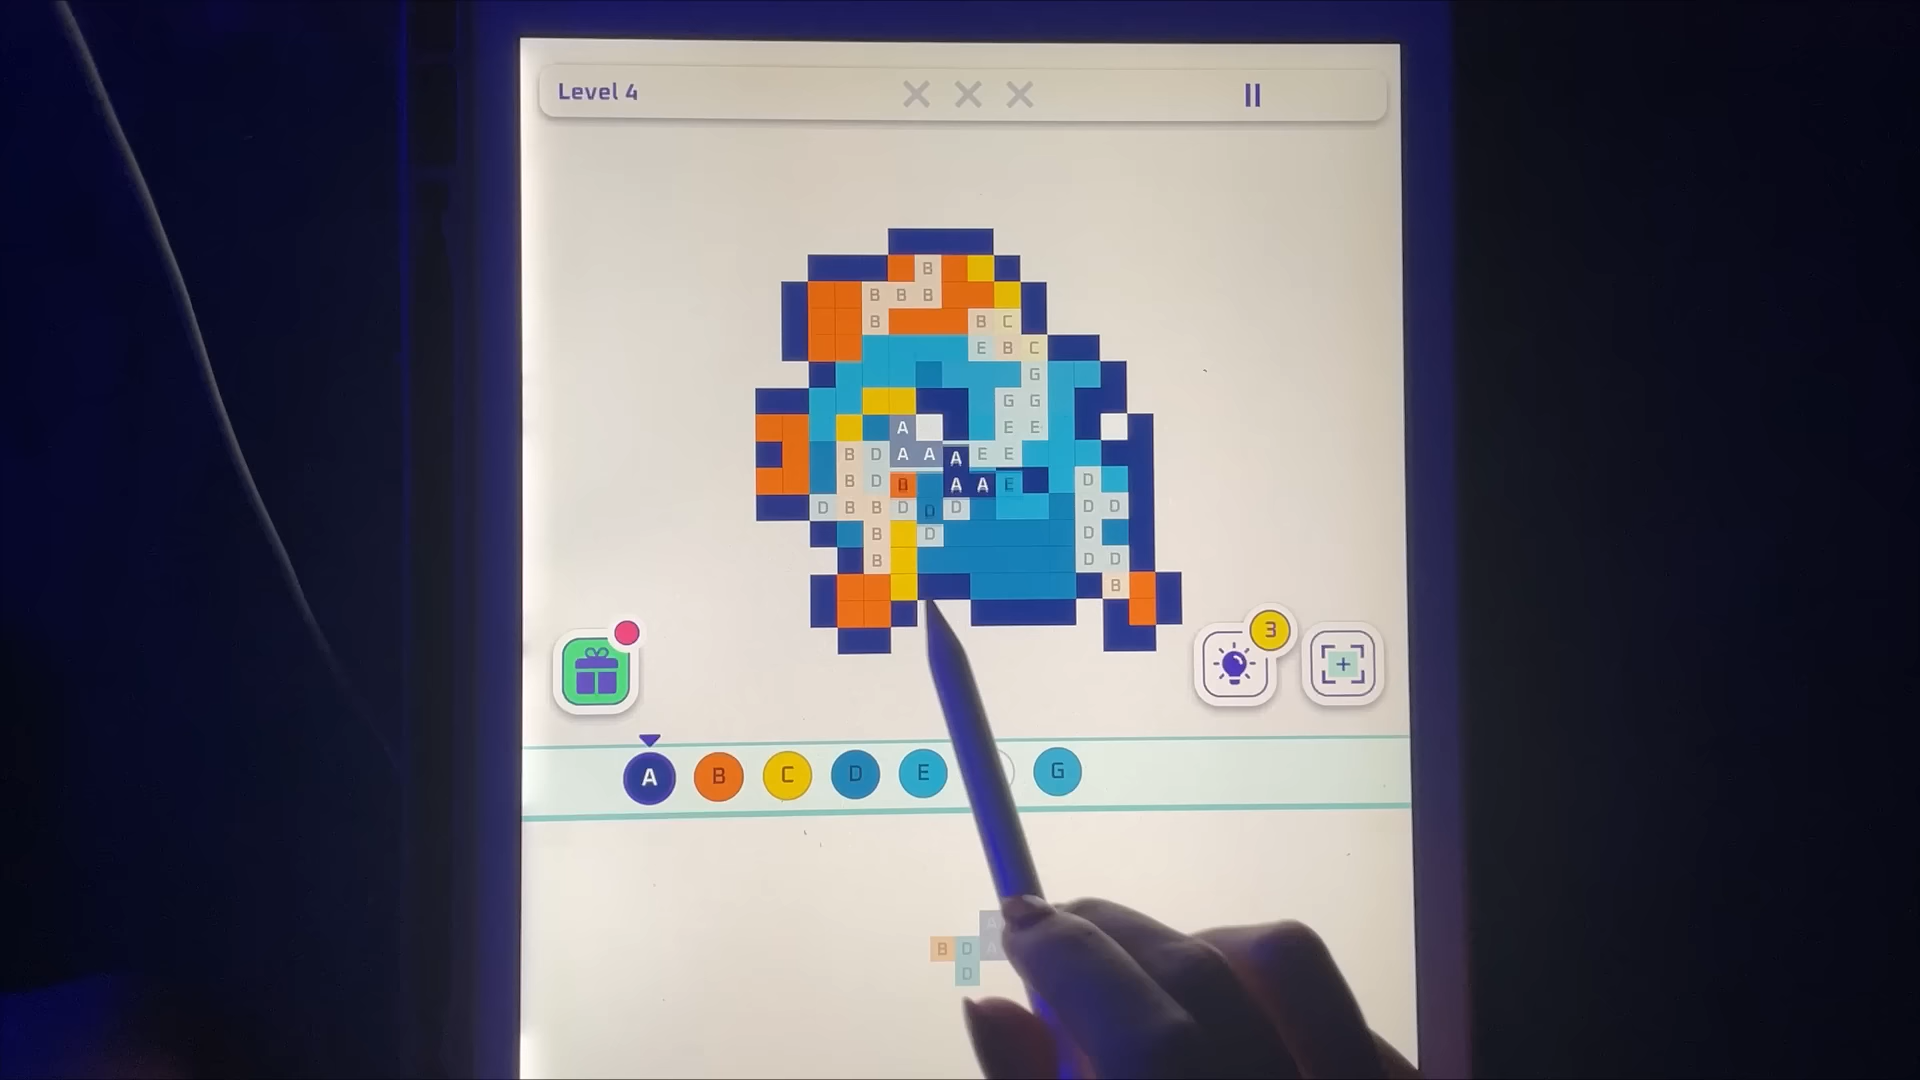 Level 4
B
B B B
B B C
E B C
G
G G
A E E
B D A A A E E
B D B A A E D
D B B D D D D D
B D D
B D D
B
3
A B C D E G
A
B D A
D